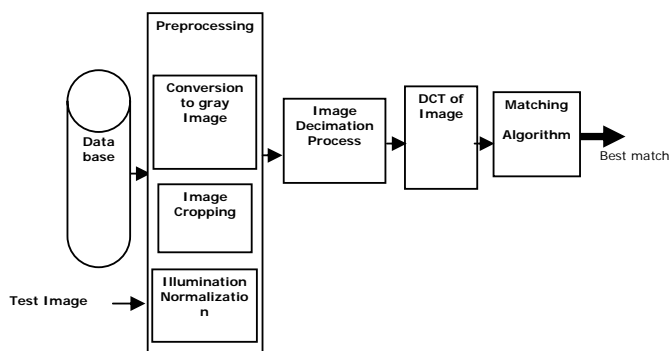 Preprocessing
Data
base
Conversion
to gray
Image
Image
Cropping
Illumination
Normalizatio
n
Test Image
Image
Decimation
Process
DCT of
Image
Matching
Algorithm
Best match